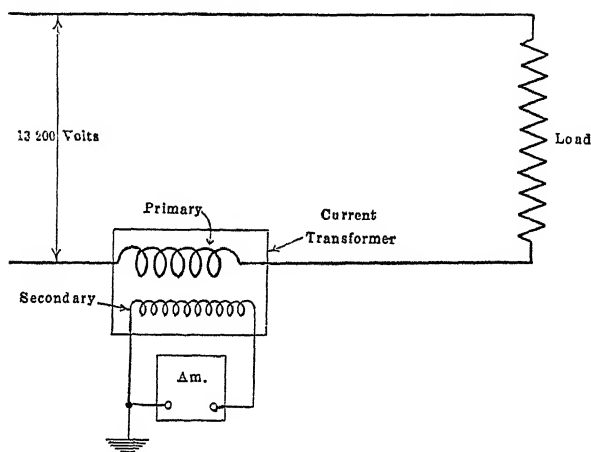 13 200 Volts
Load
Primary
Current
Transformer
Secondary
Am.